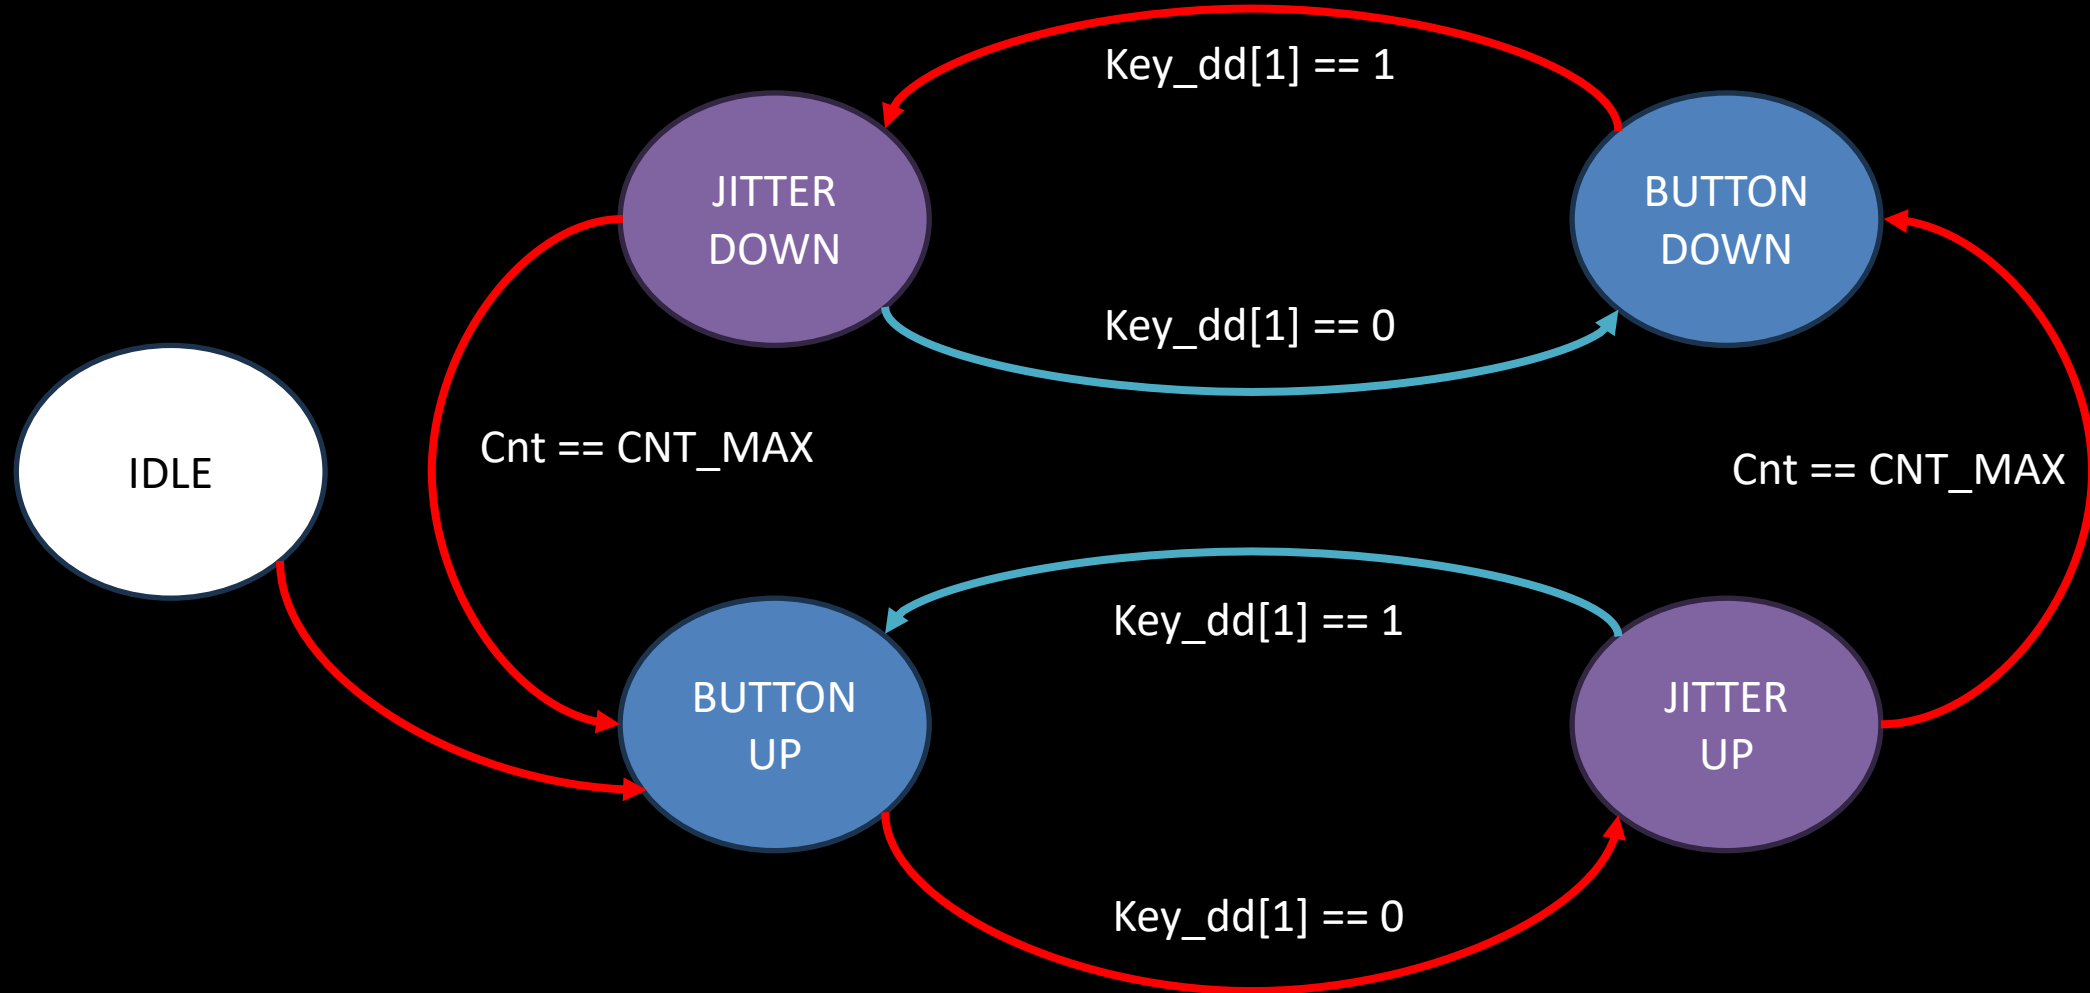 Key_dd[1] == 1
JITTER
DOWN
BUTTON
DOWN
Key_dd[1] == 0
IDLE
Cnt == CNT_MAX
Cnt == CNT_MAX
Key_dd[1] == 1
BUTTON
UP
JITTER
UP
Key_dd[1] == 0